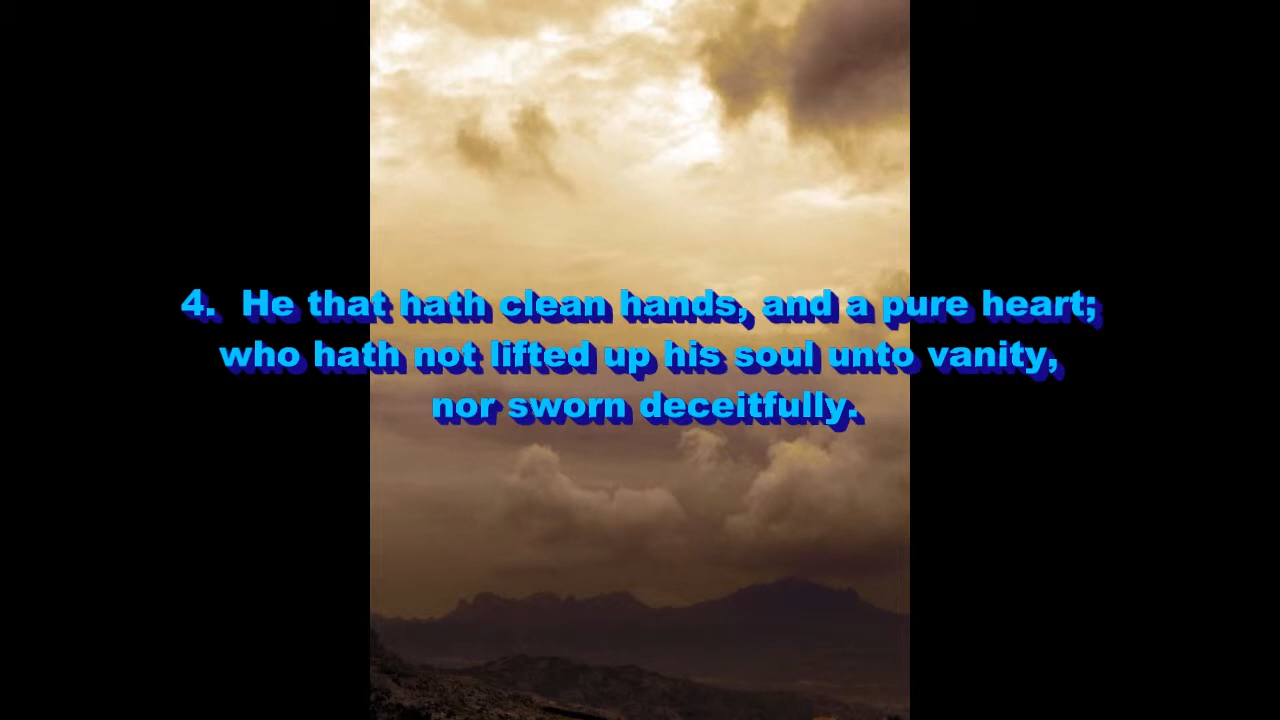 4.  He that hath clean hands, and a pure heart;
who hath not lifted up his soul unto vanity,
nor sworn deceitfully.